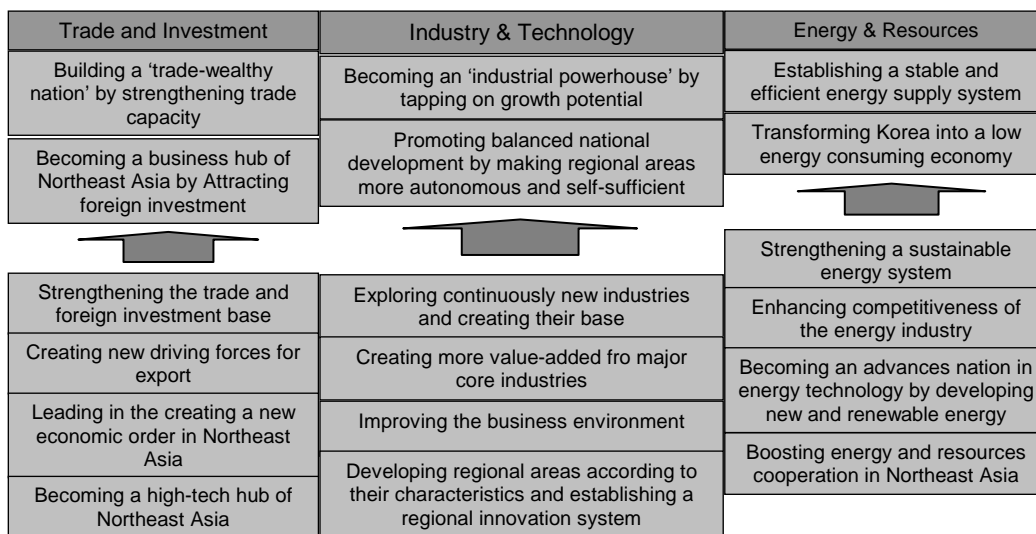 Trade and Investment
Building a ‘trade-wealthy
nation’ by strengthening trade
capacity
Becoming a business hub of
Northeast Asia by Attracting
foreign investment
Strengthening the trade and
foreign investment base
Creating new driving forces for
export
Leading in the creating a new
economic order in Northeast
Asia
Becoming a high-tech hub of
Northeast Asia
Industry & Technology
Becoming an ‘industrial powerhouse’ by
tapping on growth potential
Promoting balanced national
development by making regional areas
more autonomous and self-sufficient
Exploring continuously new industries
and creating their base
Creating more value-added fro major
core industries
Improving the business environment
Developing regional areas according to
their characteristics and establishing a
regional innovation system
Energy & Resources
Establishing a stable and
efficient energy supply system
Transforming Korea into a low
energy consuming economy
Strengthening a sustainable
energy system
Enhancing competitiveness of
the energy industry
Becoming an advances nation in
energy technology by developing
new and renewable energy
Boosting energy and resources
cooperation in Northeast Asia